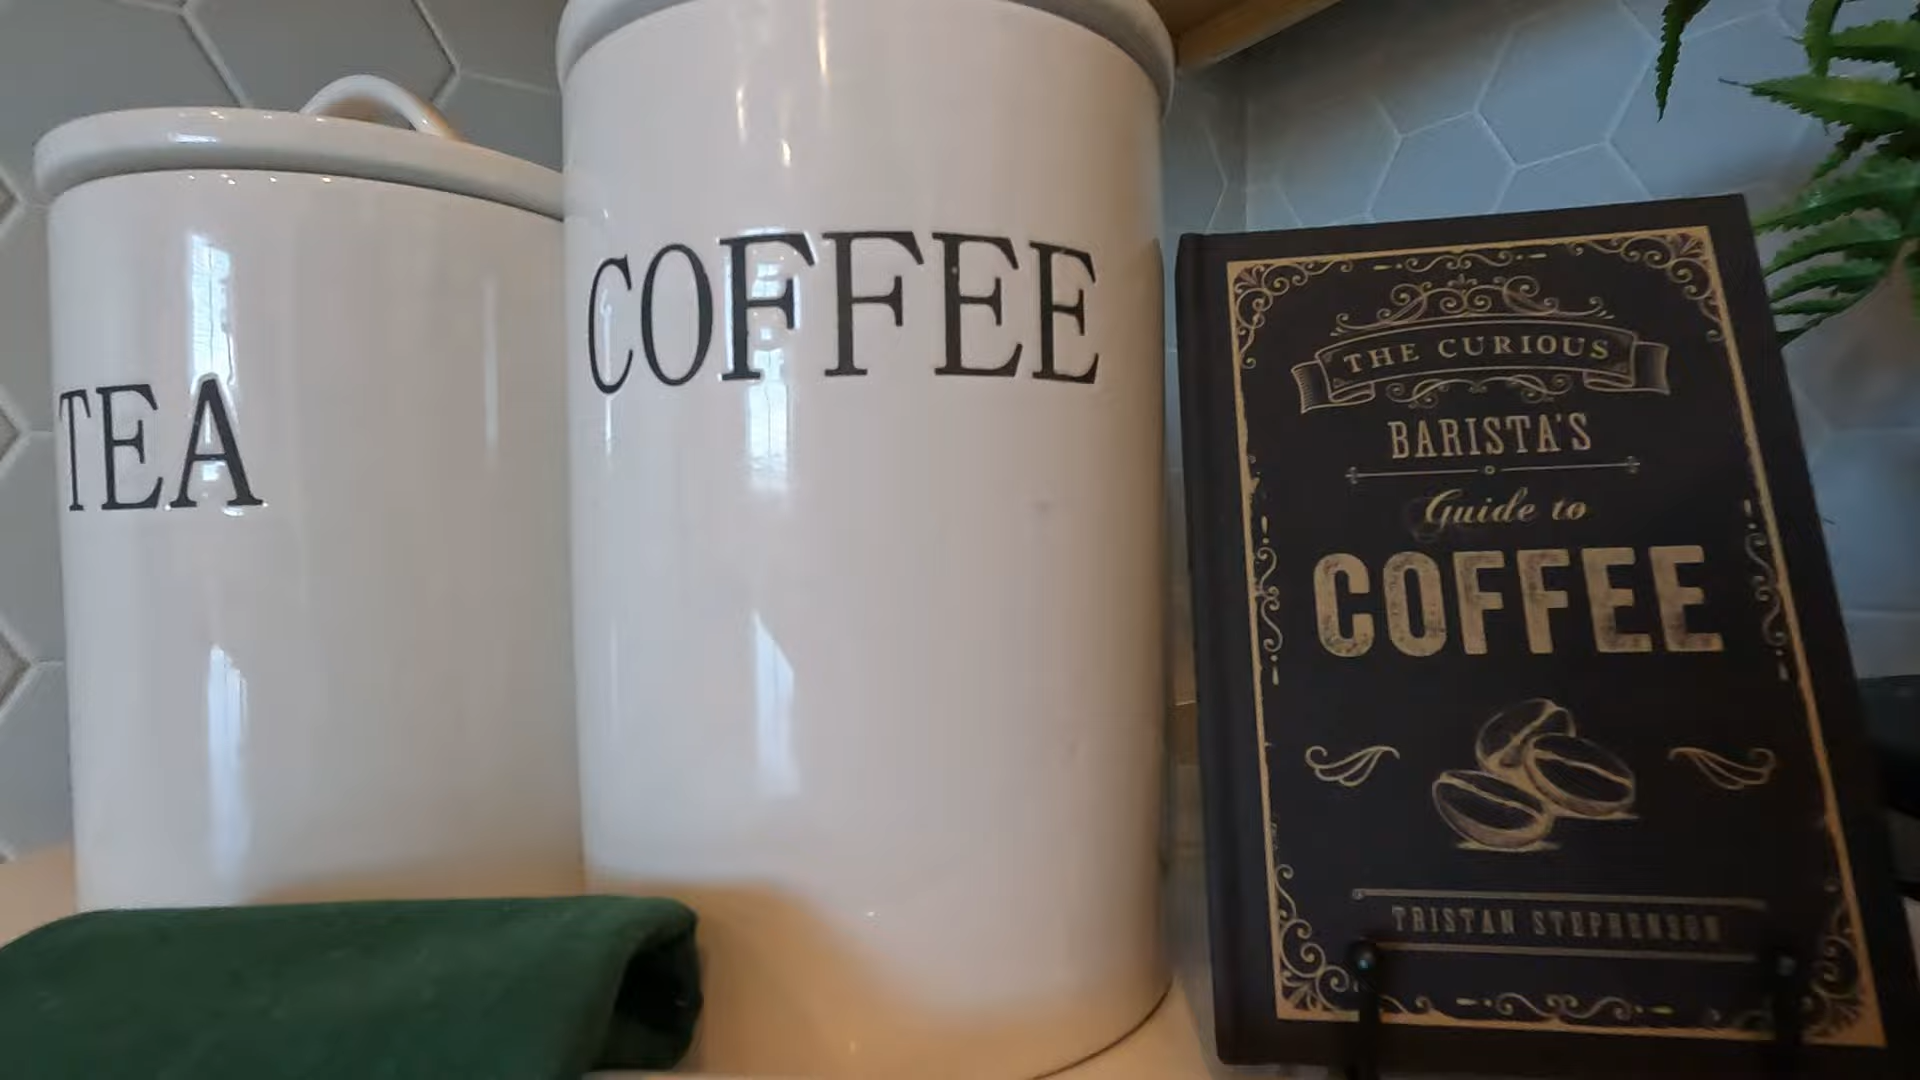 TEA
COFFEE
THE CURIOUS
BARISTA'S
Guide to
COFFEE
TRISTAN STEPHENSON